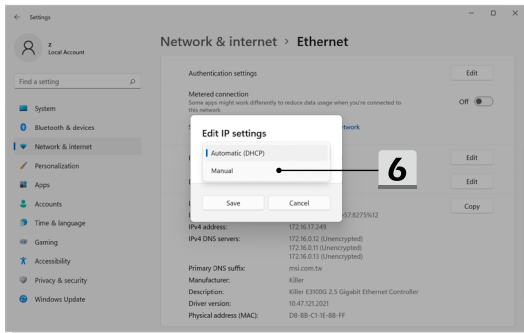 Settings
z
Local Account
Find a setting
System
Bluetooth & devices
Network & internet
Personalization
Apps
Accounts
Time & language
Gaming
Accessibility
Privacy & security
Windows Update
Network & internet > Ethernet
Authentication settings
Edit
Metered connection
Some apps might work differently to reduce data usage when you're connected to
this network
Off
Edit IP settings
Automatic (DHCP)
Manual
6
Save
Cancel
Edit
Edit
Copy
IPv4 address: 172.16.17.249
IPv4 DNS servers: 172.16.0.12 (Unencrypted)
172.16.0.11 (Unencrypted)
172.16.0.13 (Unencrypted)
Primary DNS suffix: msi.com.tw
Manufacturer: Killer
Description: Killer E3100G 2.5 Gigabit Ethernet Controller
Driver version: 10.47.121.2021
Physical address (MAC): D8-BB-C1-1E-88-FF